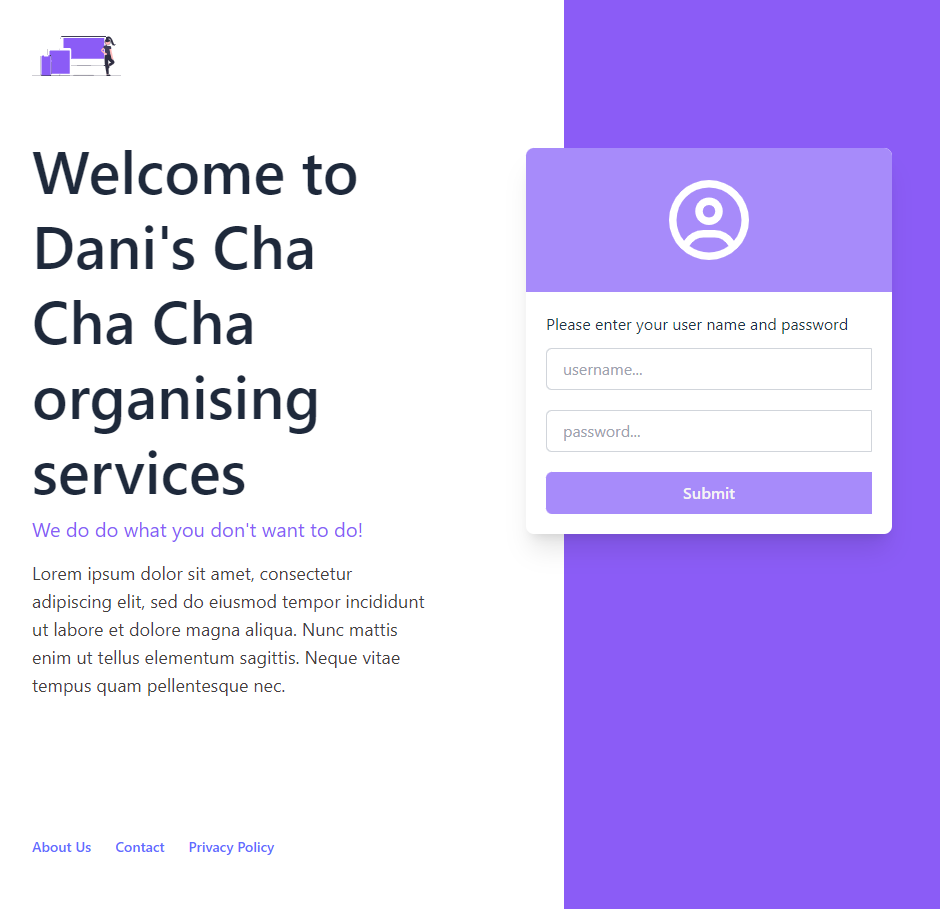 Welcome to
Dani's Cha
Cha Cha
organising
services
We do do what you don't want to do!
Lorem ipsum dolor sit amet, consectetur
adipiscing elit, sed do eiusmod tempor incididunt
ut labore et dolore magna aliqua. Nunc mattis
enim ut tellus elementum sagittis. Neque vitae
tempus quam pellentesque nec.
Please enter your user name and password
username...
password...
Submit
About Us Contact Privacy Policy